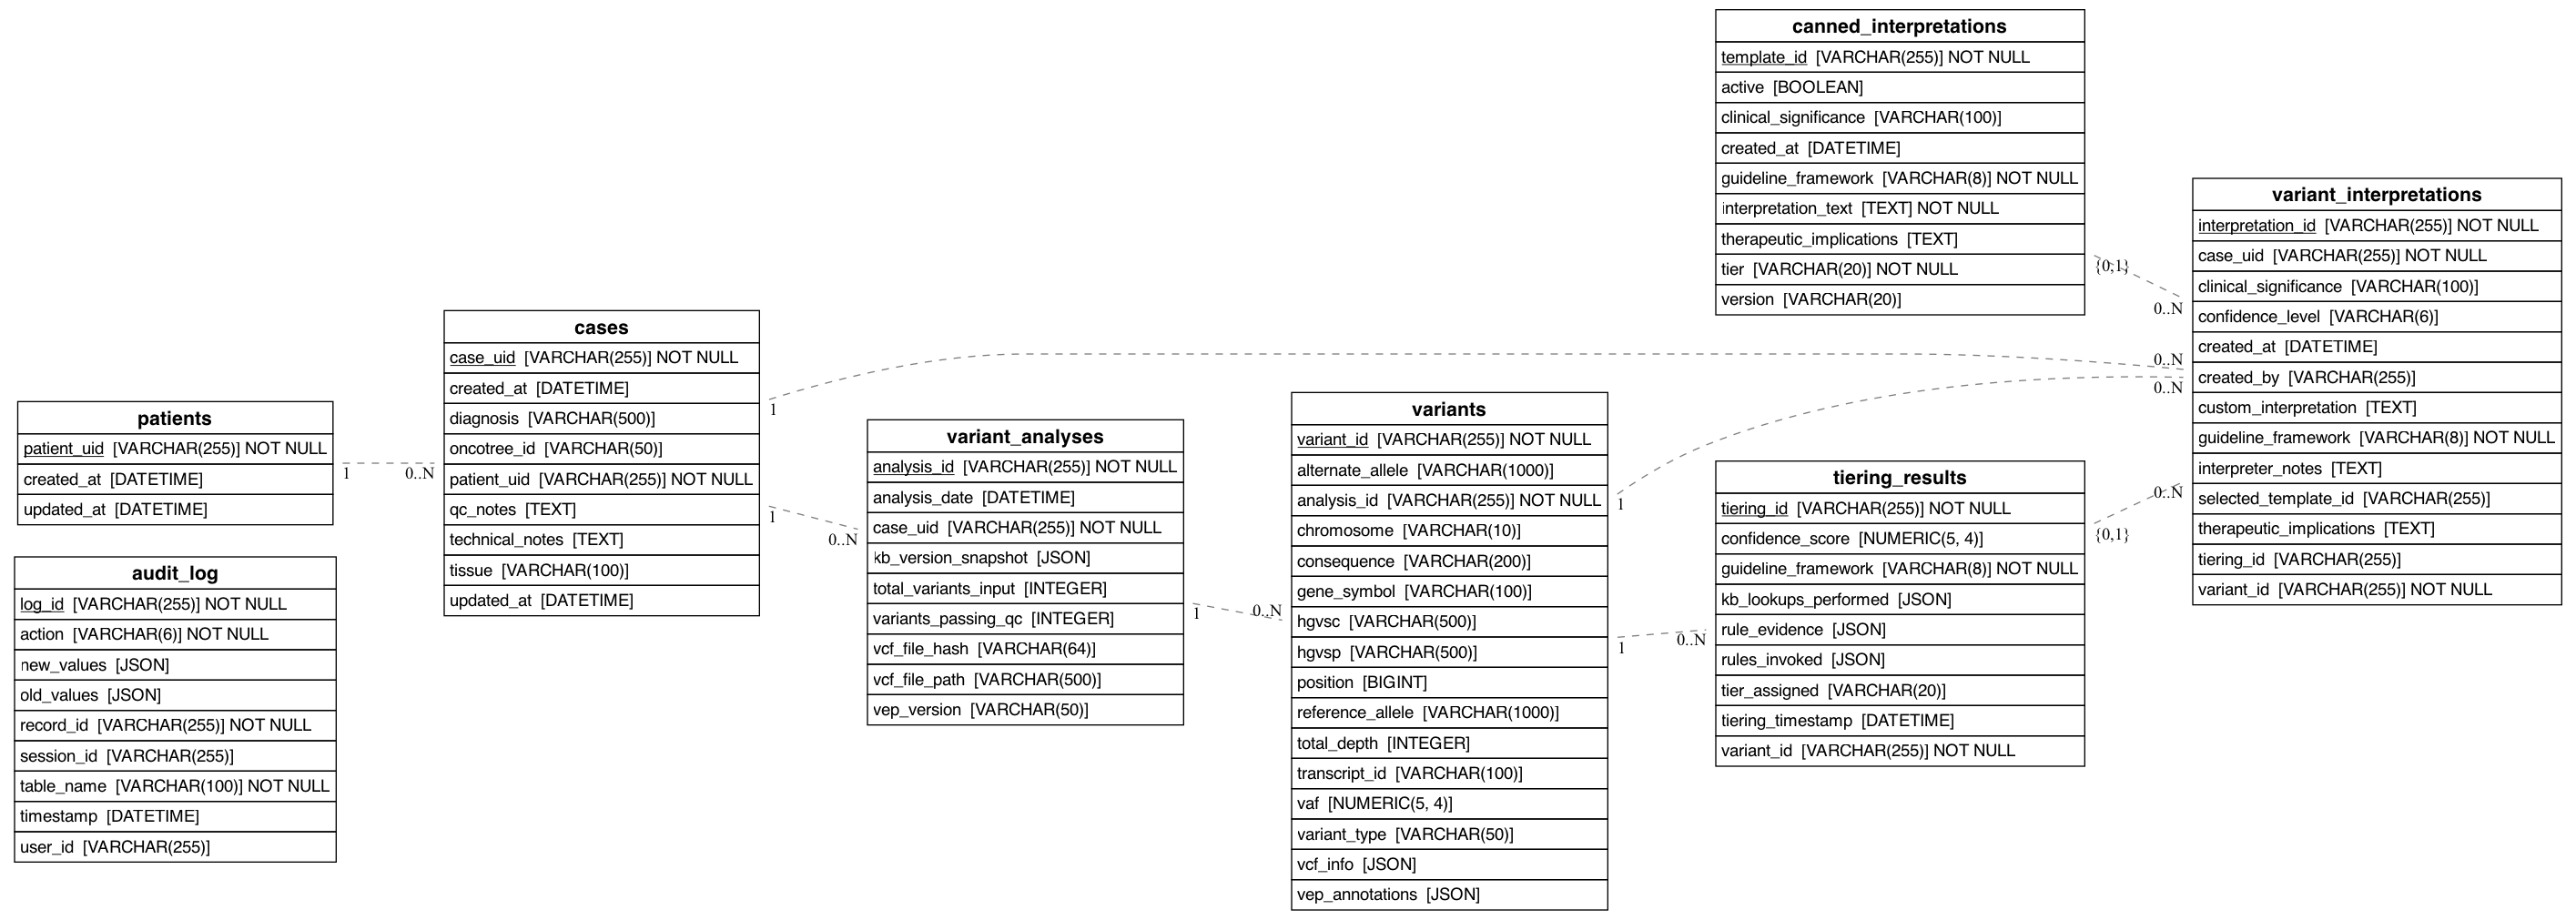 canned_interpretations
template_id [VARCHAR(255)] NOT NULL
active [BOOLEAN]
clinical_significance [VARCHAR(100)]
created_at [DATETIME]
guideline_framework [VARCHAR(8)] NOT NULL
interpretation_text [TEXT] NOT NULL
therapeutic_implications [TEXT]
tier [VARCHAR(20)] NOT NULL
version [VARCHAR(20)]
{0,1}
0..N
variant_interpretations
interpretation_id [VARCHAR(255)] NOT NULL
case_uid [VARCHAR(255)] NOT NULL
clinical_significance [VARCHAR(100)]
confidence_level [VARCHAR(6)]
created_at [DATETIME]
created_by [VARCHAR(255)]
custom_interpretation [TEXT]
guideline_framework [VARCHAR(8)] NOT NULL
interpreter_notes [TEXT]
selected_template_id [VARCHAR(255)]
therapeutic_implications [TEXT]
tiering_id [VARCHAR(255)]
variant_id [VARCHAR(255)] NOT NULL
cases
case_uid [VARCHAR(255)] NOT NULL
created_at [DATETIME]
diagnosis [VARCHAR(500)]
oncotree_id [VARCHAR(50)]
patient_uid [VARCHAR(255)] NOT NULL
qc_notes [TEXT]
technical_notes [TEXT]
tissue [VARCHAR(100)]
updated_at [DATETIME]
1
0..N
1
0..N
patients
patient_uid [VARCHAR(255)] NOT NULL
created_at [DATETIME]
updated_at [DATETIME]
1
0..N
variant_analyses
analysis_id [VARCHAR(255)] NOT NULL
analysis_date [DATETIME]
case_uid [VARCHAR(255)] NOT NULL
kb_version_snapshot [JSON]
total_variants_input [INTEGER]
variants_passing_qc [INTEGER]
vcf_file_hash [VARCHAR(64)]
vcf_file_path [VARCHAR(500)]
vep_version [VARCHAR(50)]
1
0..N
variants
variant_id [VARCHAR(255)] NOT NULL
alternate_allele [VARCHAR(1000)]
analysis_id [VARCHAR(255)] NOT NULL
chromosome [VARCHAR(10)]
consequence [VARCHAR(200)]
gene_symbol [VARCHAR(100)]
hgvsc [VARCHAR(500)]
hgvsp [VARCHAR(500)]
position [BIGINT]
reference_allele [VARCHAR(1000)]
total_depth [INTEGER]
transcript_id [VARCHAR(100)]
vaf [NUMERIC(5, 4)]
variant_type [VARCHAR(50)]
vcf_info [JSON]
vep_annotations [JSON]
1
0..N
1
0..N
tiering_results
tiering_id [VARCHAR(255)] NOT NULL
confidence_score [NUMERIC(5, 4)]
guideline_framework [VARCHAR(8)] NOT NULL
kb_lookups_performed [JSON]
rule_evidence [JSON]
rules_invoked [JSON]
tier_assigned [VARCHAR(20)]
tiering_timestamp [DATETIME]
variant_id [VARCHAR(255)] NOT NULL
{0,1}
0..N
audit_log
log_id [VARCHAR(255)] NOT NULL
action [VARCHAR(6)] NOT NULL
new_values [JSON]
old_values [JSON]
record_id [VARCHAR(255)] NOT NULL
session_id [VARCHAR(255)]
table_name [VARCHAR(100)] NOT NULL
timestamp [DATETIME]
user_id [VARCHAR(255)]